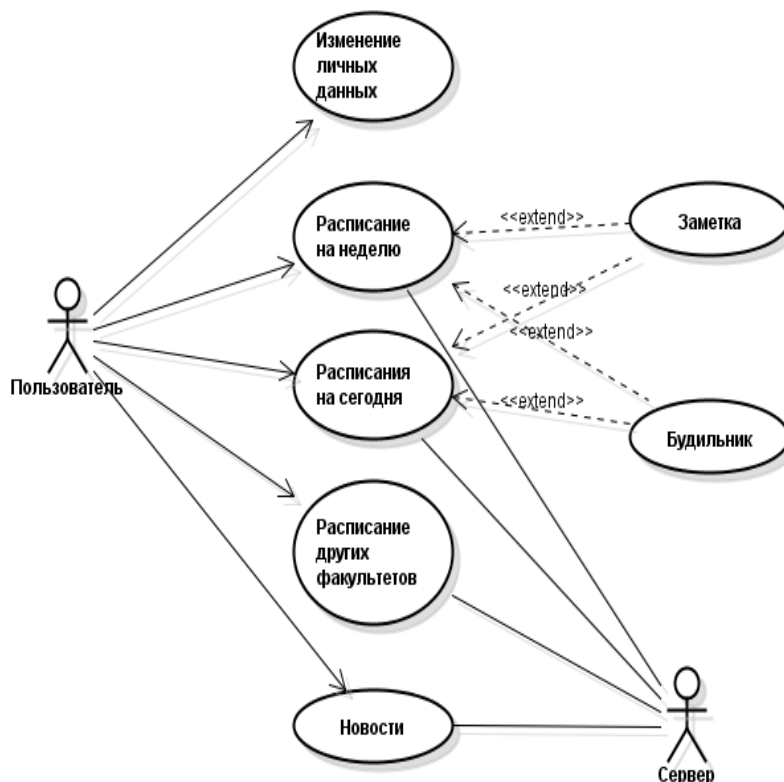 Изменение
личных
данных
Расписание
на неделю
<<extend>>
Заметка
<<extend>>
<<extend>>
Пользователь
Расписания
на сегодня
<<extend>>
Будильник
Расписание
других
факультетов
Новости
Сервер